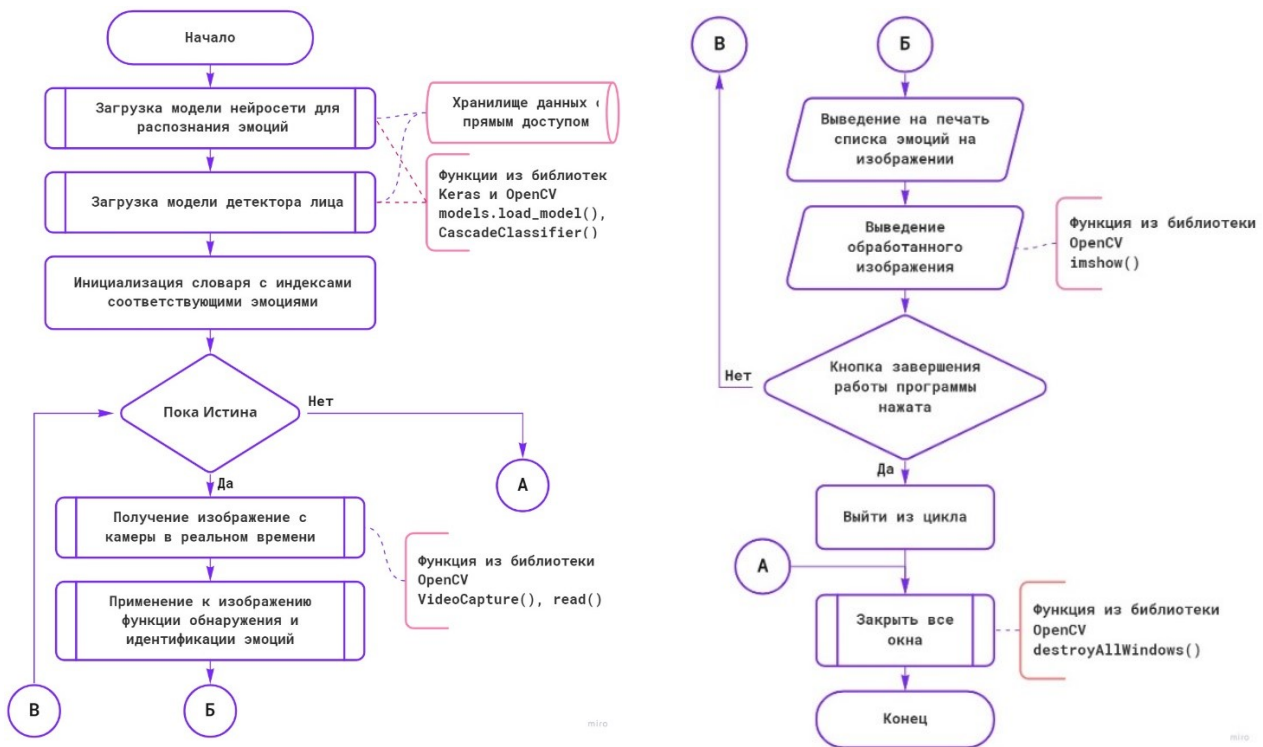 Начало
Загрузка модели нейросети для
распознания эмоций
Хранилище данных с
прямым доступом
Загрузка модели детектора лица
Функции из библиотек
Keras и OpenCV
models.load_model(),
CascadeClassifier()
Инициализация словаря с индексами
соответствующими эмоциями
Пока Истина
Нет
А
Да
Получение изображение с
камеры в реальном времени
Функция из библиотеки
OpenCV
VideoCapture(), read()
Применение к изображению
функции обнаружения и
идентификации эмоций
В
Б
miro
В
Б
Выведение на печать
списка эмоций на
изображении
Выведение
обработанного
изображения
Функция из библиотеки
OpenCV
imshow()
Кнопка завершения
работы программы
нажата
Нет
Да
Выйти из цикла
А
Закрыть все
окна
Функция из библиотеки
OpenCV
destroyAllWindows()
Конец
miro